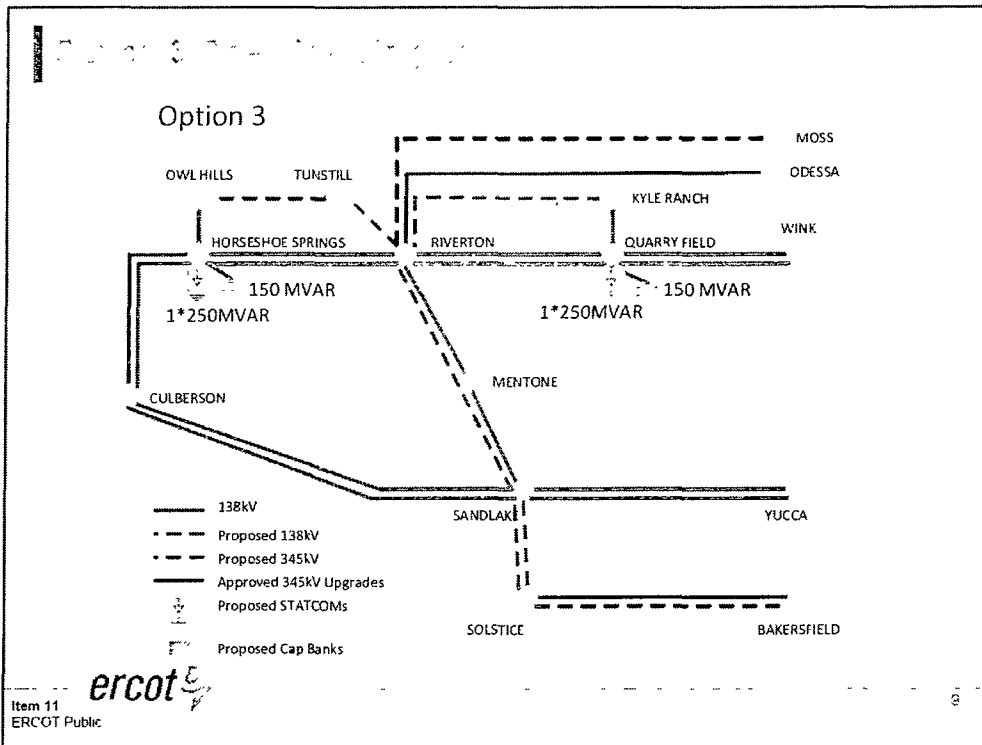 Option 3
MOSS
ODESSA
OWL HILLS
TUNSTILL
KYLE RANCH
WINK
HORSESHOE SPRINGS
RIVERTON
QUARRY FIELD
150 MVAR
150 MVAR
1*250MVAR
1*250MVAR
MENTONE
CULBERSON
138kV
SANDLAK
YUCCA
Proposed 138kV
Proposed 345kV
Approved 345kV Upgrades
Proposed STATCOMs
SOLSTICE
BAKERSFIELD
Proposed Cap Banks
ercot
Item 11
ERCOT Public